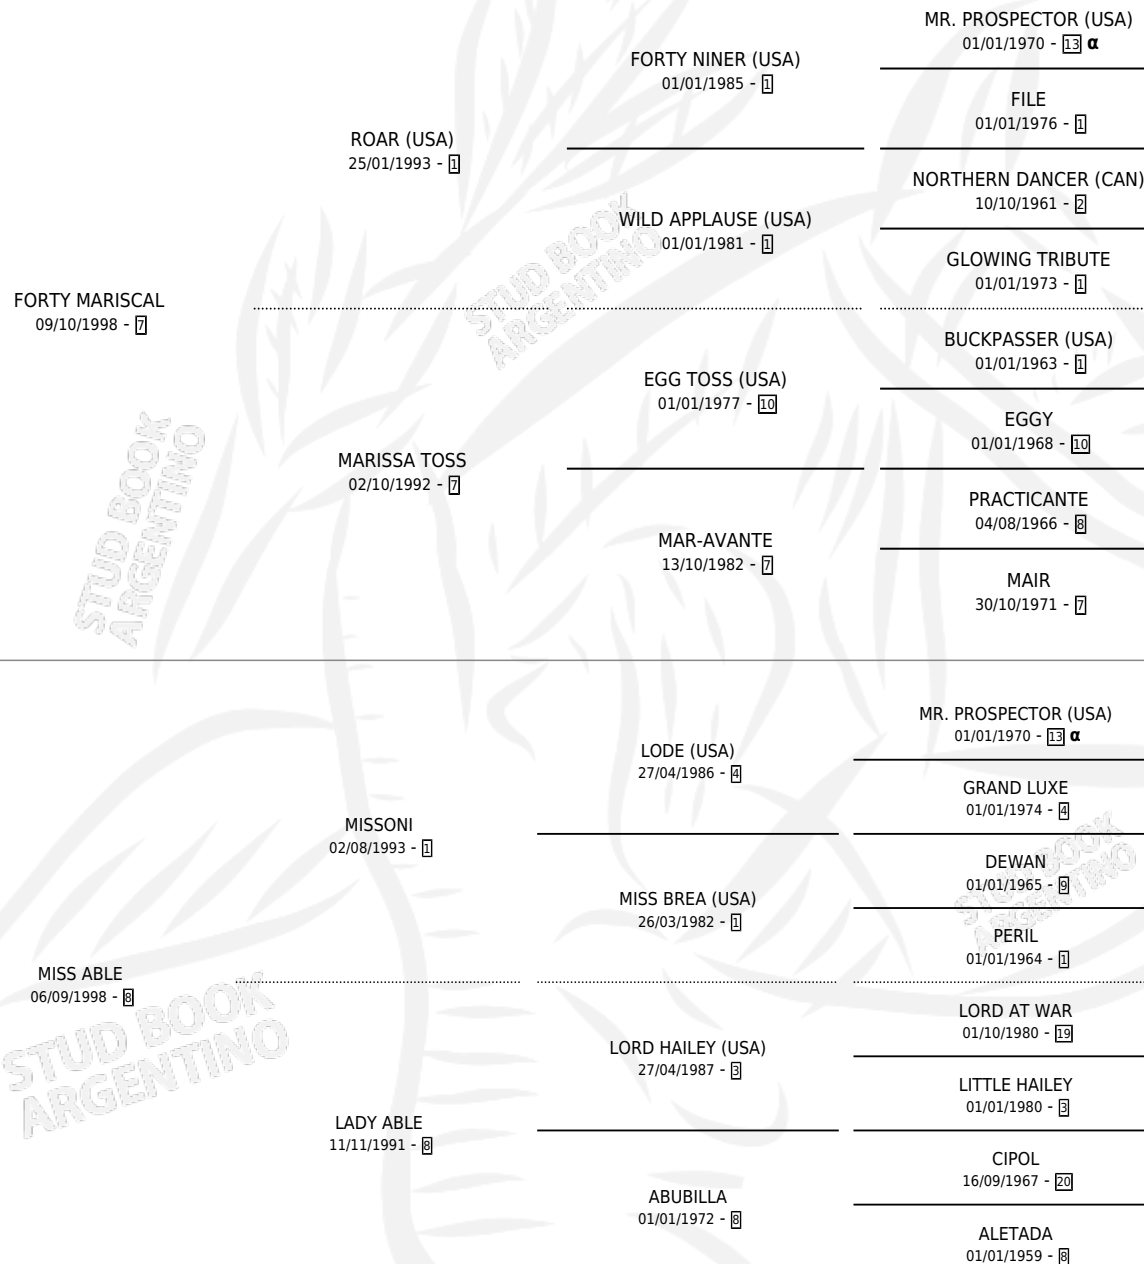 MR. PROSPECTOR (USA)
01/01/1970 - 13 α
FORTY NINER (USA)
01/01/1985 - 1
FILE
01/01/1976 - 1
ROAR (USA)
25/01/1993 - 1
NORTHERN DANCER (CAN)
10/10/1961 - 2
WILD APPLAUSE (USA)
01/01/1981 - 1
GLOWING TRIBUTE
01/01/1973 - 1
FORTY MARISCAL
09/10/1998 - 7
BUCKPASSER (USA)
01/01/1963 - 1
EGG TOSS (USA)
01/01/1977 - 10
EGGY
01/01/1968 - 10
MARISSA TOSS
02/10/1992 - 7
PRACTICANTE
04/08/1966 - 8
MAR-AVANTE
13/10/1982 - 7
MAIR
30/10/1971 - 7
MR. PROSPECTOR (USA)
01/01/1970 - 13 α
LODE (USA)
27/04/1986 - 4
GRAND LUXE
01/01/1974 - 4
MISSONI
02/08/1993 - 1
DEWAN
01/01/1965 - 9
MISS BREA (USA)
26/03/1982 - 1
PERIL
01/01/1964 - 1
MISS ABLE
06/09/1998 - 8
LORD AT WAR
01/10/1980 - 19
LORD HAILEY (USA)
27/04/1987 - 3
LITTLE HAILEY
01/01/1980 - 3
LADY ABLE
11/11/1991 - 8
CIPOL
16/09/1967 - 20
ABUBILLA
01/01/1972 - 8
ALETADA
01/01/1959 - 8
STUD BOOK
ARGENTINO
STUD BOOK
ARGENTINO
STUD BOOK
ARGENTINO
STUD BOOK
ARGENTINO